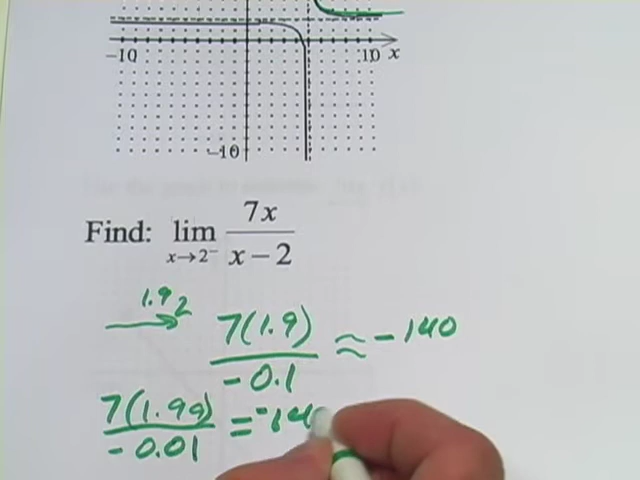 -10 10 x
-10
Find: lim x→2⁻ 7x / x − 2
1.9 2
7(1.9) / -0.1 ≈ -140
7(1.99) / -0.01 = -14